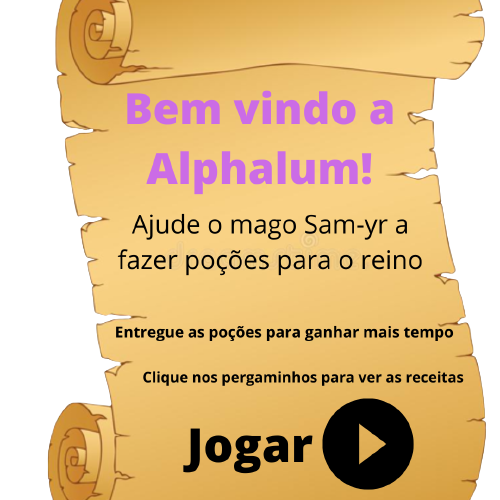 Bem vindo a
Alphalum!
Ajude o mago Sam-yr a
fazer poções para o reino
Entregue as poções para ganhar mais tempo
Clique nos pergaminhos para ver as receitas
Jogar